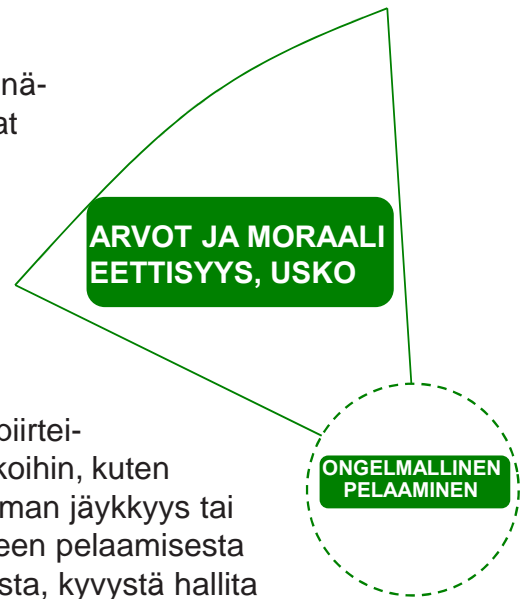 nä-
at
ARVOT JA MORAALI
EETTISYYS, USKO
piirtei-
koihin, kuten
man jäykkyys tai
een pelaamisesta
sta, kyvystä hallita
ONGELMALLINEN
PELAAMINEN